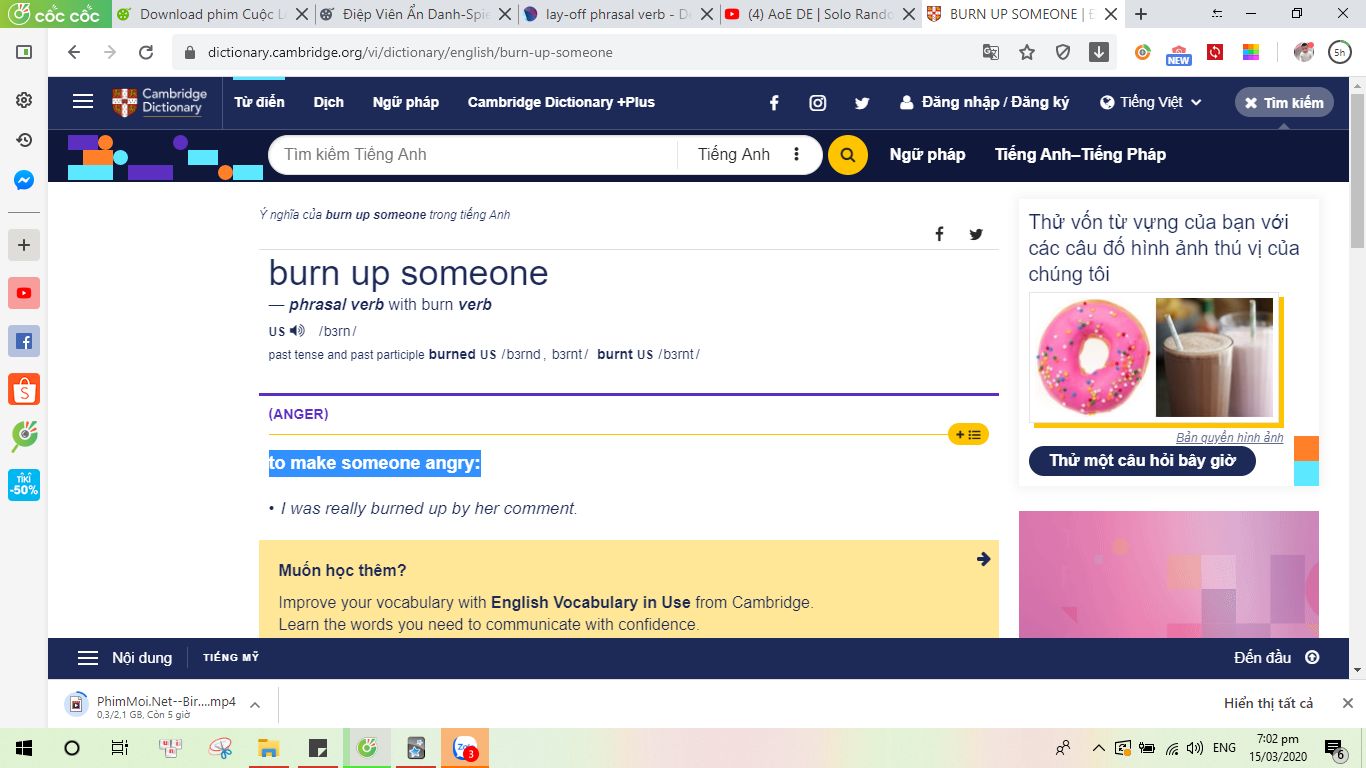 cốc cốc
Download phim Cuộc L
Điệp Viên Ẩn Danh-Spie
lay-off phrasal verb - De
(4) AoE DE | Solo Rando
BURN UP SOMEONE | Đ
dictionary.cambridge.org/vi/dictionary/english/burn-up-someone
NEW
5h
Cambridge
Dictionary
Từ điển
Dịch
Ngữ pháp
Cambridge Dictionary +Plus
Đăng nhập / Đăng ký
Tiếng Việt
Tìm kiếm
Tìm kiếm Tiếng Anh
Tiếng Anh
Ngữ pháp
Tiếng Anh–Tiếng Pháp
Ý nghĩa của burn up someone trong tiếng Anh
burn up someone
— phrasal verb with burn verb
US /bɜrn/
past tense and past participle burned US /bɜrnd, bɜrnt/ burnt US /bɜrnt/
(ANGER)
to make someone angry:
• I was really burned up by her comment.
Muốn học thêm?
Improve your vocabulary with English Vocabulary in Use from Cambridge.
Learn the words you need to communicate with confidence.
Thử vốn từ vựng của bạn với
các câu đố hình ảnh thú vị của
chúng tôi
Bản quyền hình ảnh
Thử một câu hỏi bây giờ
TIKI
-50%
Nội dung
TIẾNG MỸ
Đến đầu
PhimMoi.Net--Bir....mp4
0,3/2,1 GB, Còn 5 giờ
Hiển thị tất cả
Zalo
3
ENG
7:02 pm
15/03/2020
6